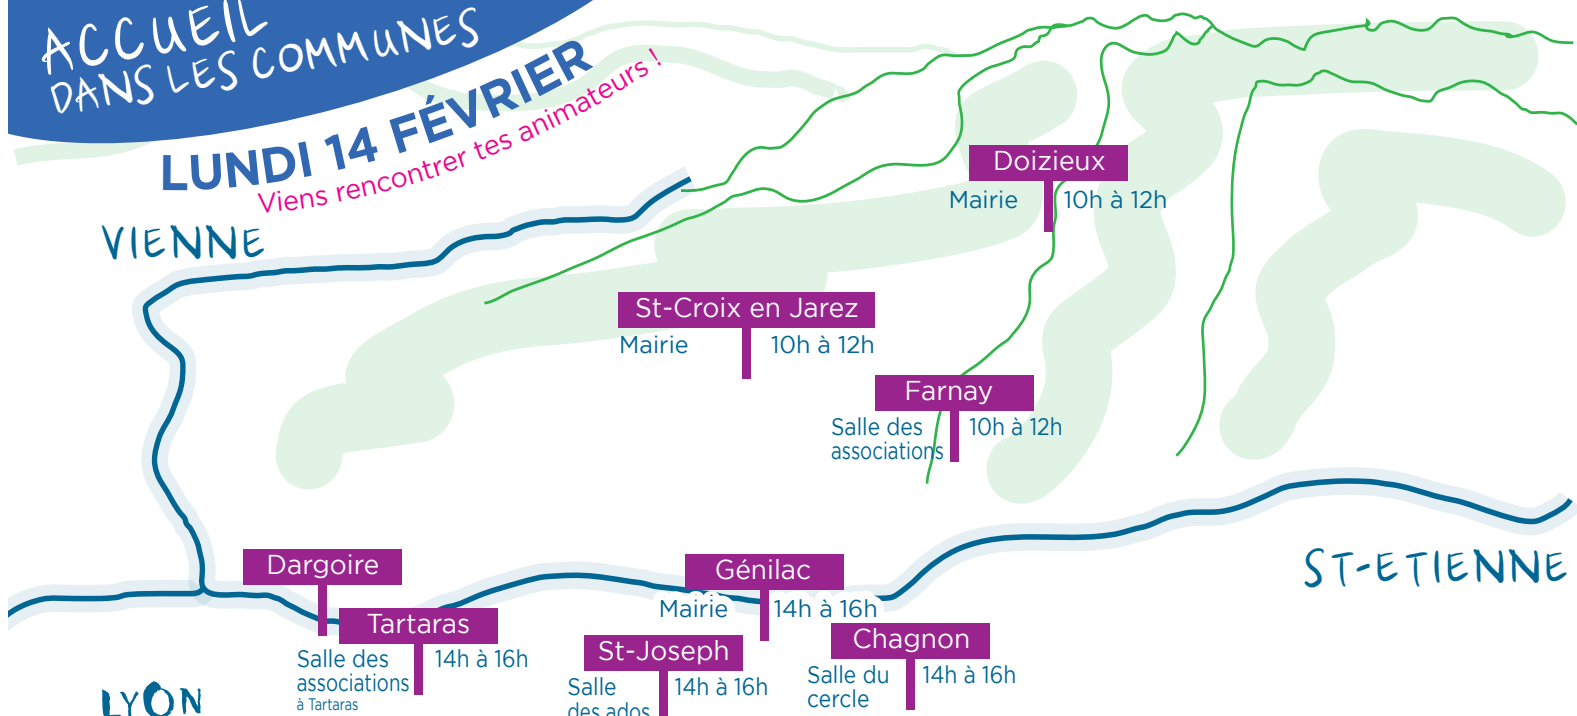 ACCUEIL
DANS LES COMMUNES
LUNDI 14 FÉVRIER
Viens rencontrer tes animateurs !
VIENNE
Doizieux
Mairie 10h à 12h
St-Croix en Jarez
Mairie 10h à 12h
Farnay
Salle des 10h à 12h
associations
ST-ETIENNE
Dargoire
Génilac
Mairie 14h à 16h
Tartaras
Salle des 14h à 16h
associations
à Tartaras
St-Joseph
Salle 14h à 16h
des ados
Chagnon
Salle du 14h à 16h
cercle
LYON